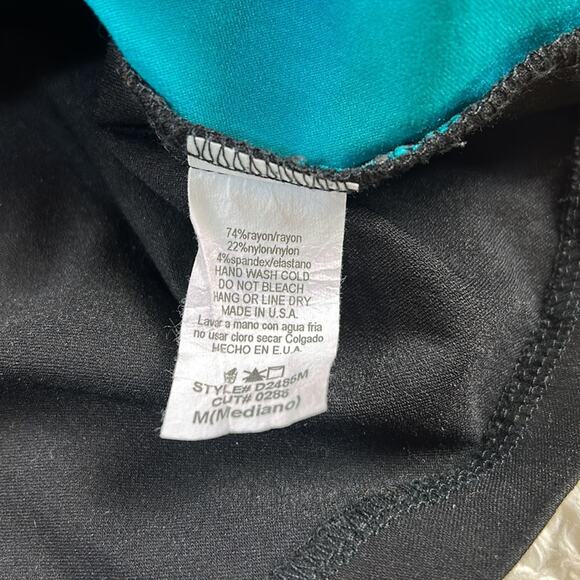 74%rayon/rayon
22%nylon/nylon
4%spandex/elastano
HAND WASH COLD
DO NOT BLEACH
HANG OR LINE DRY
MADE IN U.S.A.
Lavar a mano con agua fria
no usar cloro secar Colgado
HECHO EN E.U.A.
STYLE# D2485M
CUT# 0286
M(Mediano)